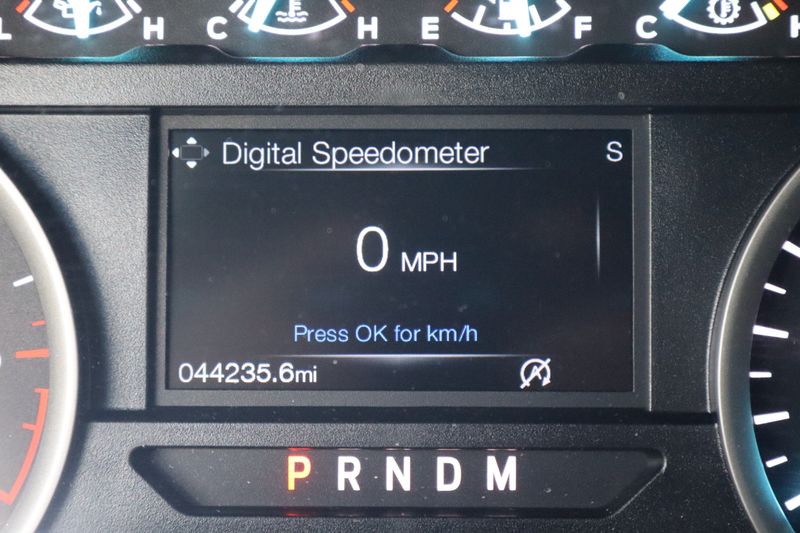 L H C H E F C H
Digital Speedometer S
0 MPH
Press OK for km/h
044235.6mi
P R N D M